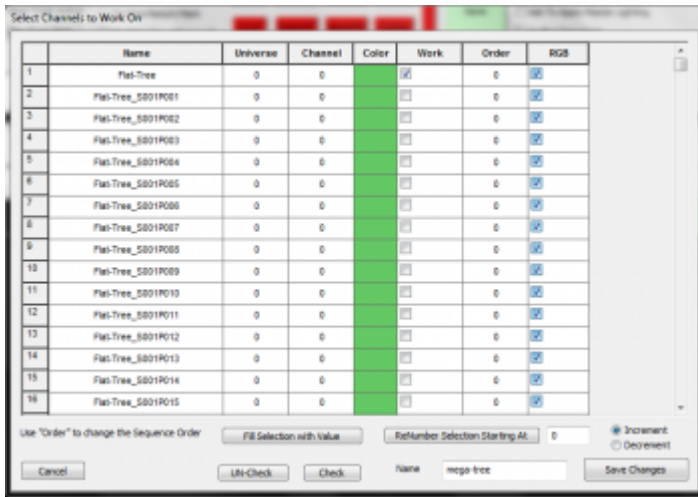 Select Channels to Work On
Name Universe Channel Color Work Order RGB
1 Flat-Tree 0 0 0
2 Flat-Tree_S001P001 0 0 0
3 Flat-Tree_S001P002 0 0 0
4 Flat-Tree_S001P003 0 0 0
5 Flat-Tree_S001P004 0 0 0
6 Flat-Tree_S001P005 0 0 0
7 Flat-Tree_S001P006 0 0 0
8 Flat-Tree_S001P007 0 0 0
9 Flat-Tree_S001P008 0 0 0
10 Flat-Tree_S001P009 0 0 0
11 Flat-Tree_S001P010 0 0 0
12 Flat-Tree_S001P011 0 0 0
13 Flat-Tree_S001P012 0 0 0
14 Flat-Tree_S001P013 0 0 0
15 Flat-Tree_S001P014 0 0 0
16 Flat-Tree_S001P015 0 0 0
Use "Order" to change the Sequence Order Fill Selection with Value ReNumber Selection Starting At: 0 Increment
Decrement
Cancel UN-Check Check Name mega-tree Save Changes